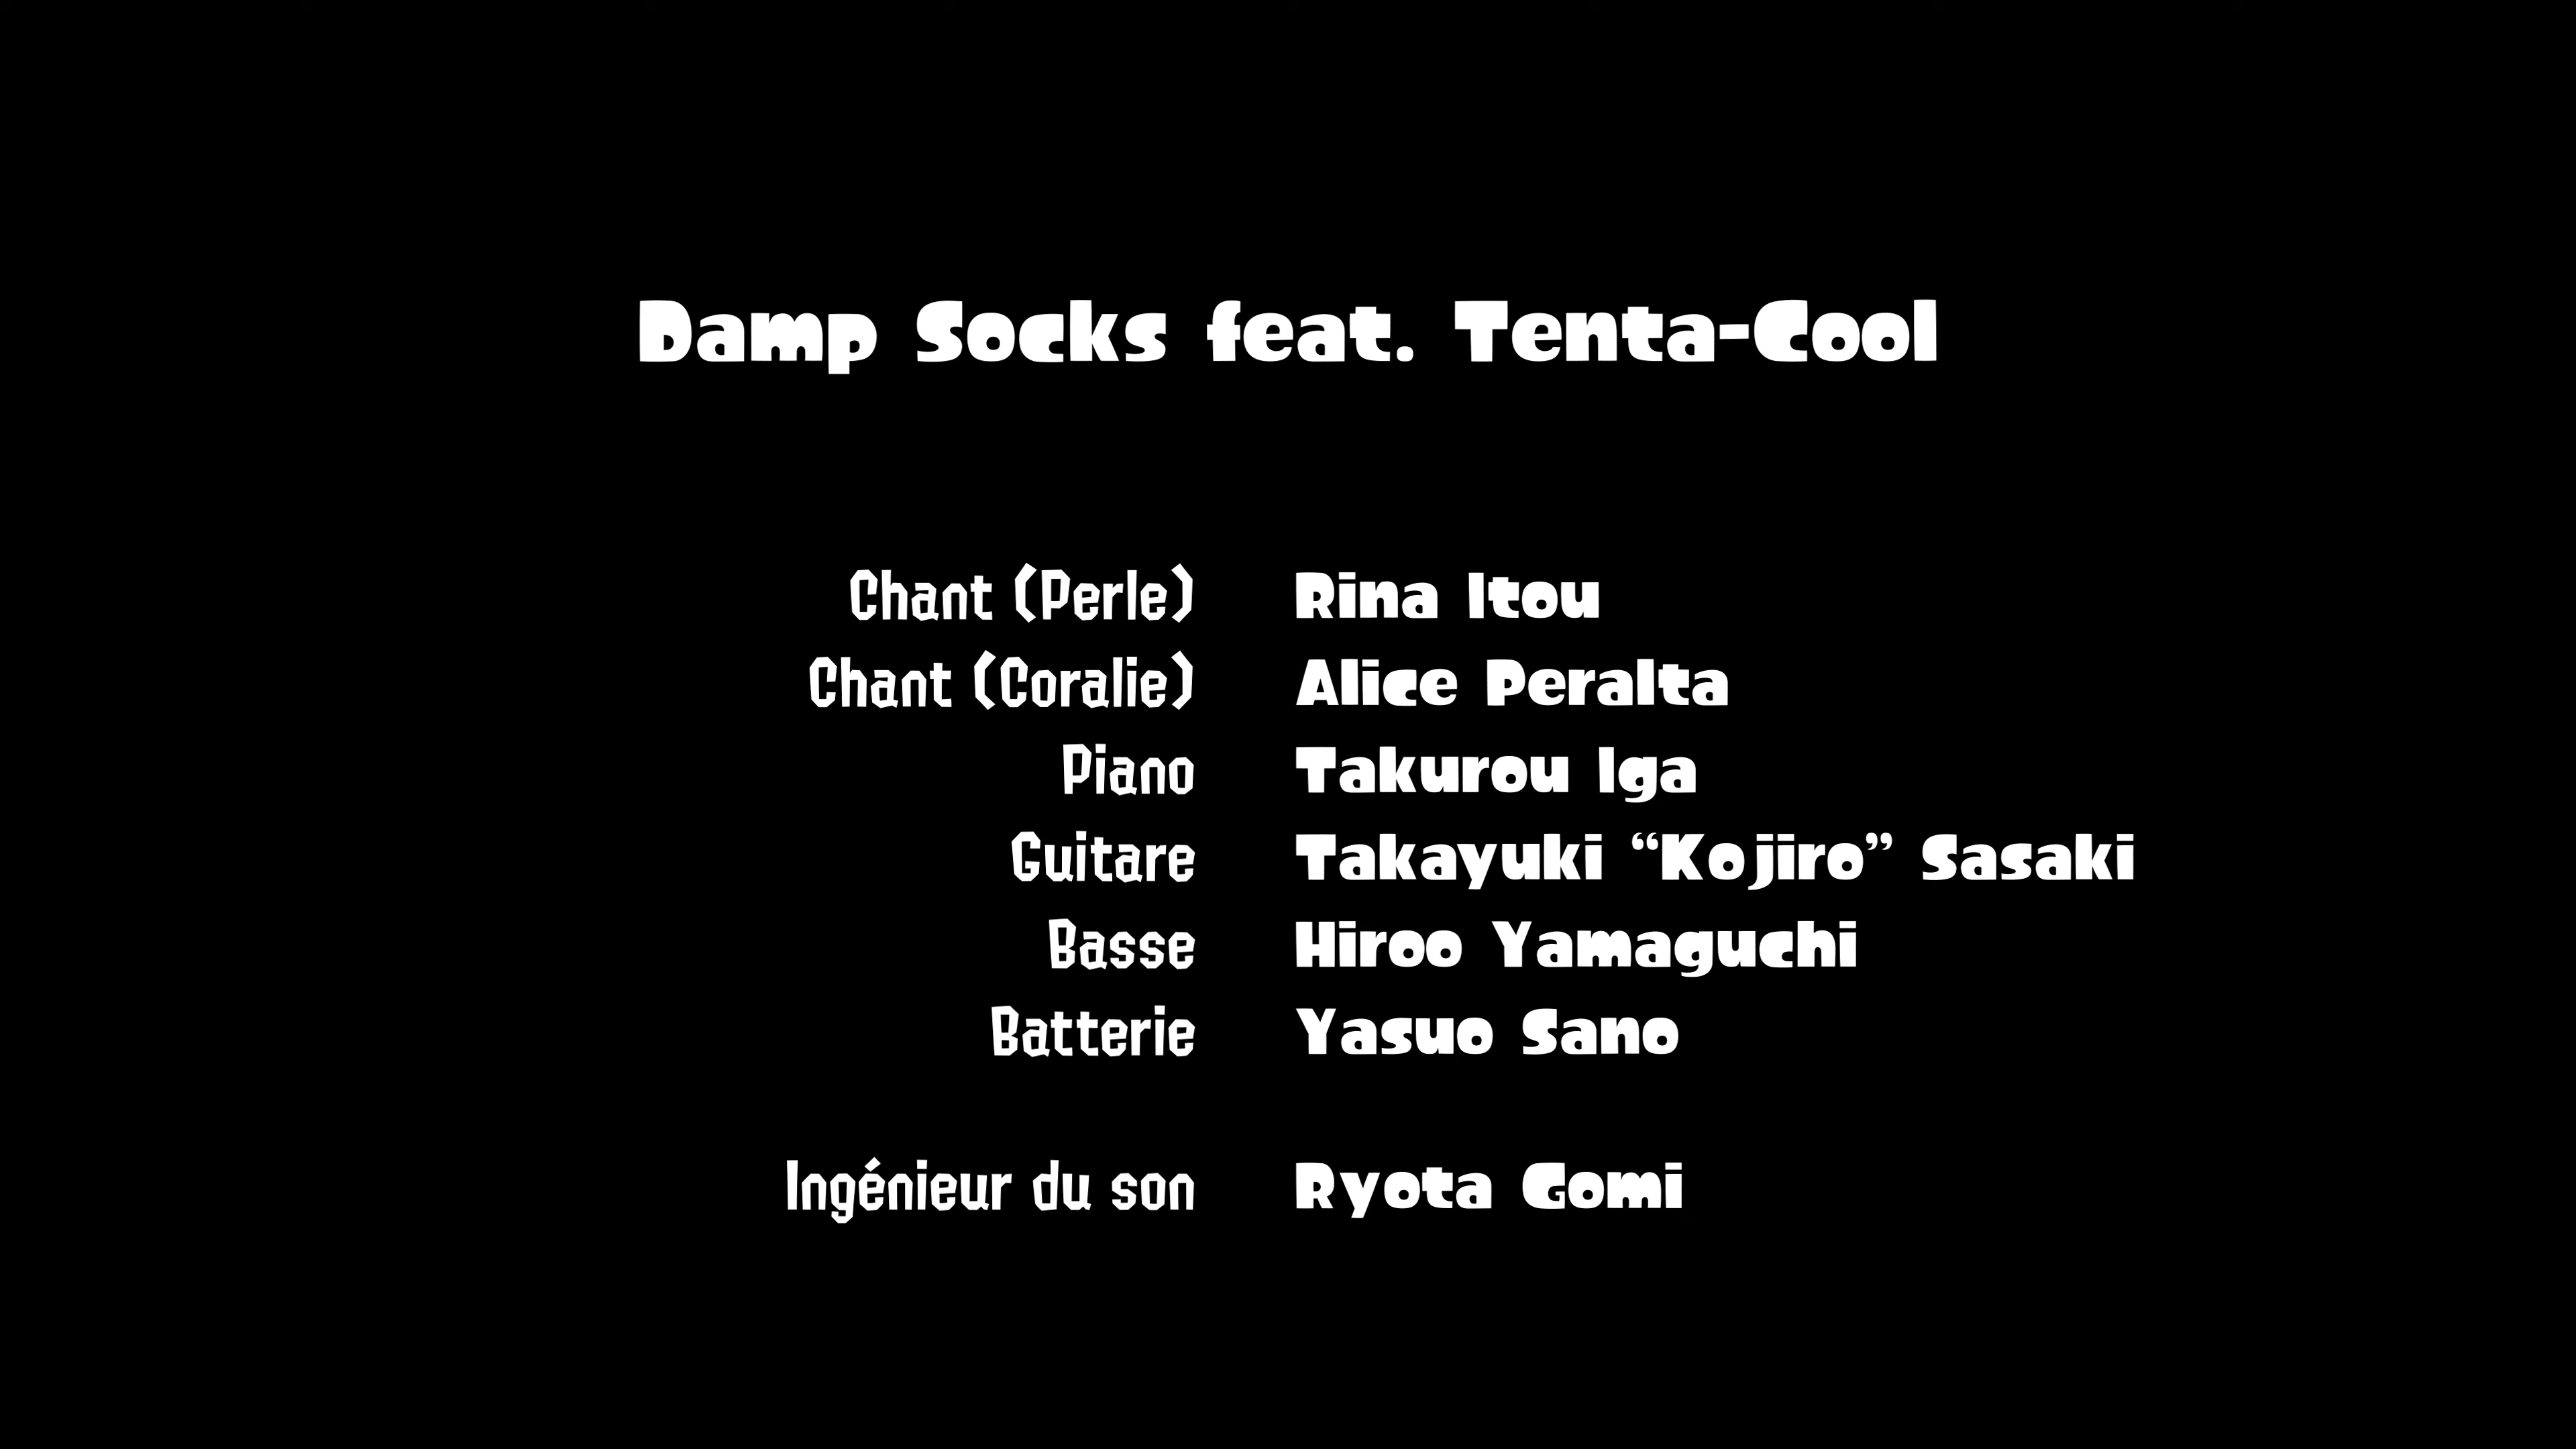 Damp Socks feat. Tenta-Cool
Chant (Perle) Rina Itou
Chant (Coralie) Alice Peralta
Piano Takurou Iga
Guitare Takayuki “Kojiro” Sasaki
Basse Hiroo Yamaguchi
Batterie Yasuo Sano
Ingénieur du son Ryota Gomi